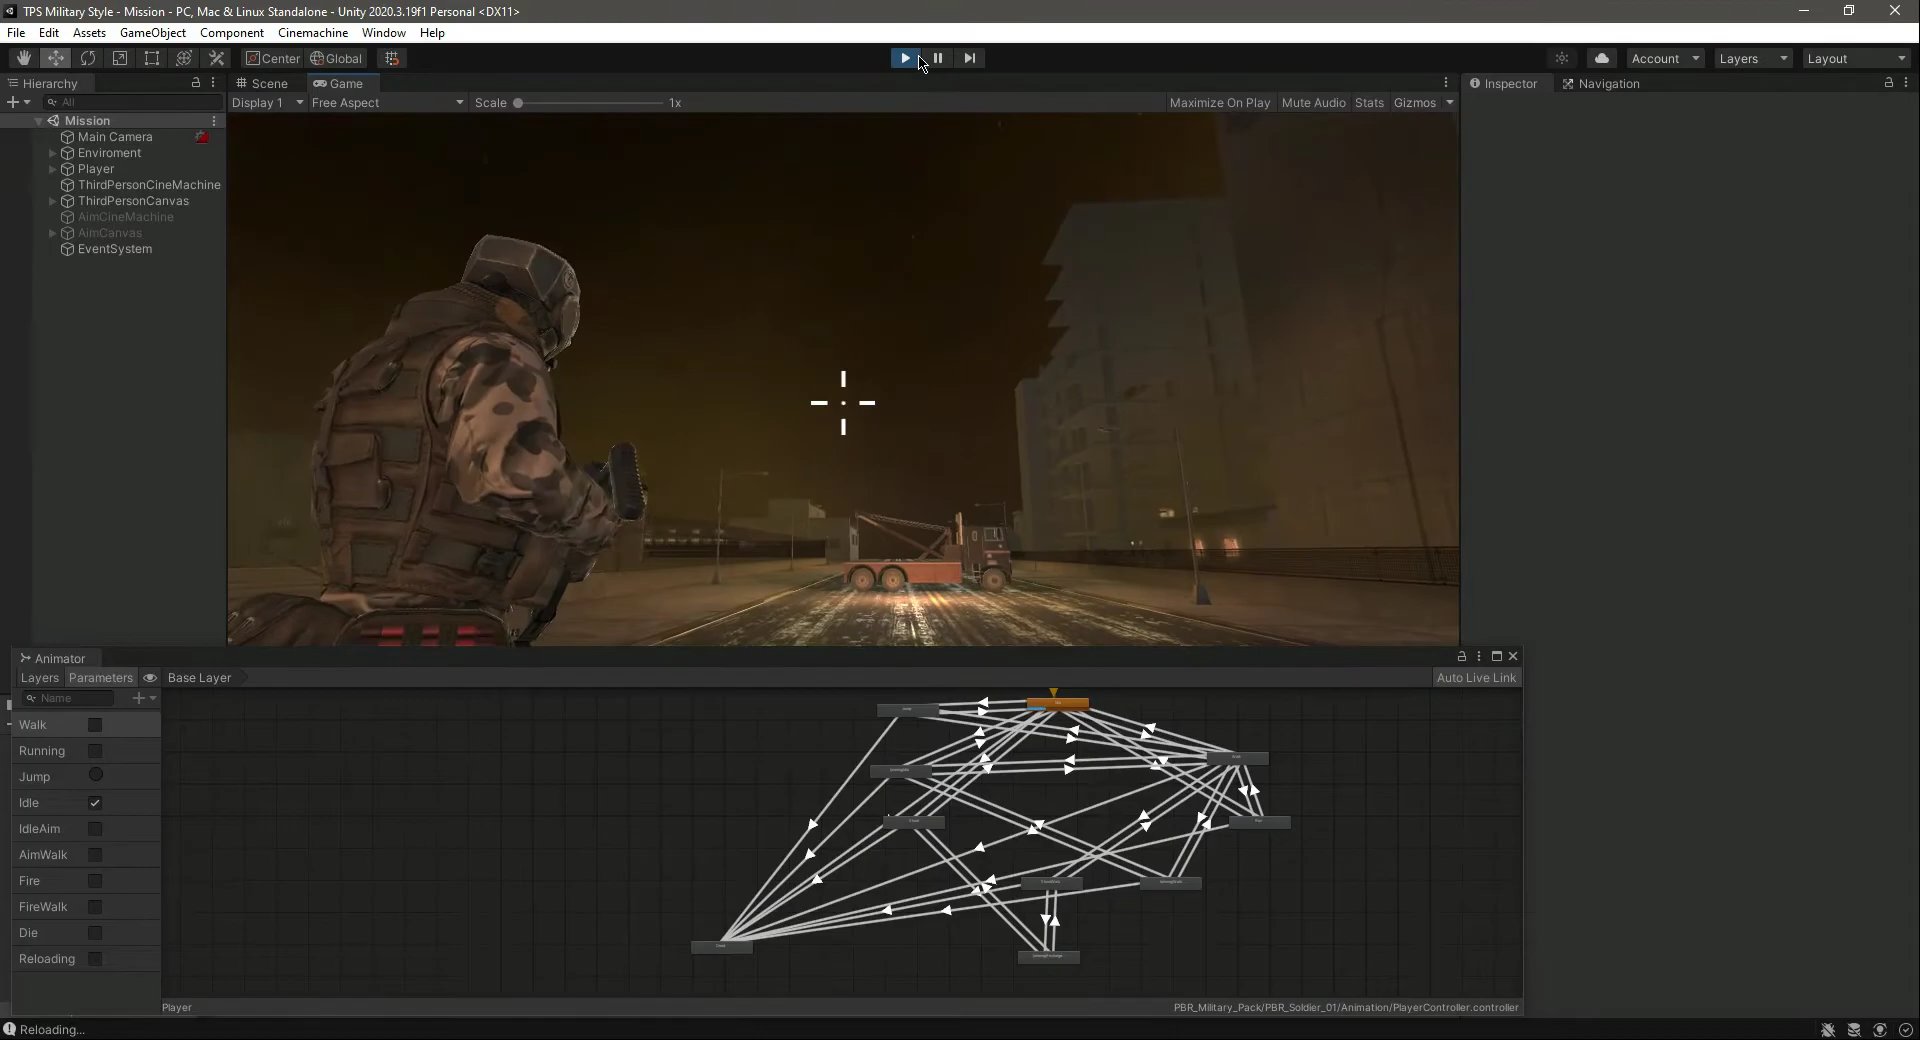 TPS Military Style - Mission - PC, Mac & Linux Standalone - Unity 2020.3.19f1 Personal <DX11>
File Edit Assets GameObject Component Cinemachine Window Help
Center Global Account Layers Layout
Hierarchy Scene Game Inspector Navigation
All Display 1 Free Aspect Scale 1x Maximize On Play Mute Audio Stats Gizmos
Mission
Main Camera
Enviroment
Player
ThirdPersonCineMachine
ThirdPersonCanvas
AimCineMachine
AimCanvas
EventSystem
Animator
Layers Parameters Base Layer Auto Live Link
Name
Walk
Running
Jump
Idle
IdleAim
AimWalk
Fire
FireWalk
Die
Reloading
Player PBR_Military_Pack/PBR_Soldier_01/Animation/PlayerController.controller
Reloading...